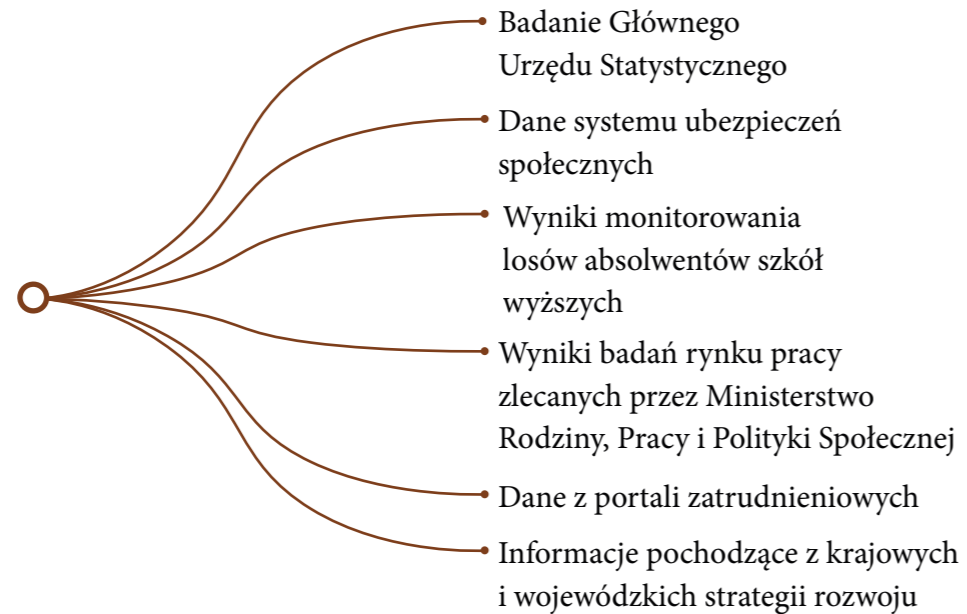 Badanie Głównego
Urzędu Statystycznego
Dane systemu ubezpieczeń
społecznych
Wyniki monitorowania
losów absolwentów szkół
wyższych
Wyniki badań rynku pracy
zlecanych przez Ministerstwo
Rodziny, Pracy i Polityki Społecznej
Dane z portali zatrudnieniowych
Informacje pochodzące z krajowych
i wojewódzkich strategii rozwoju